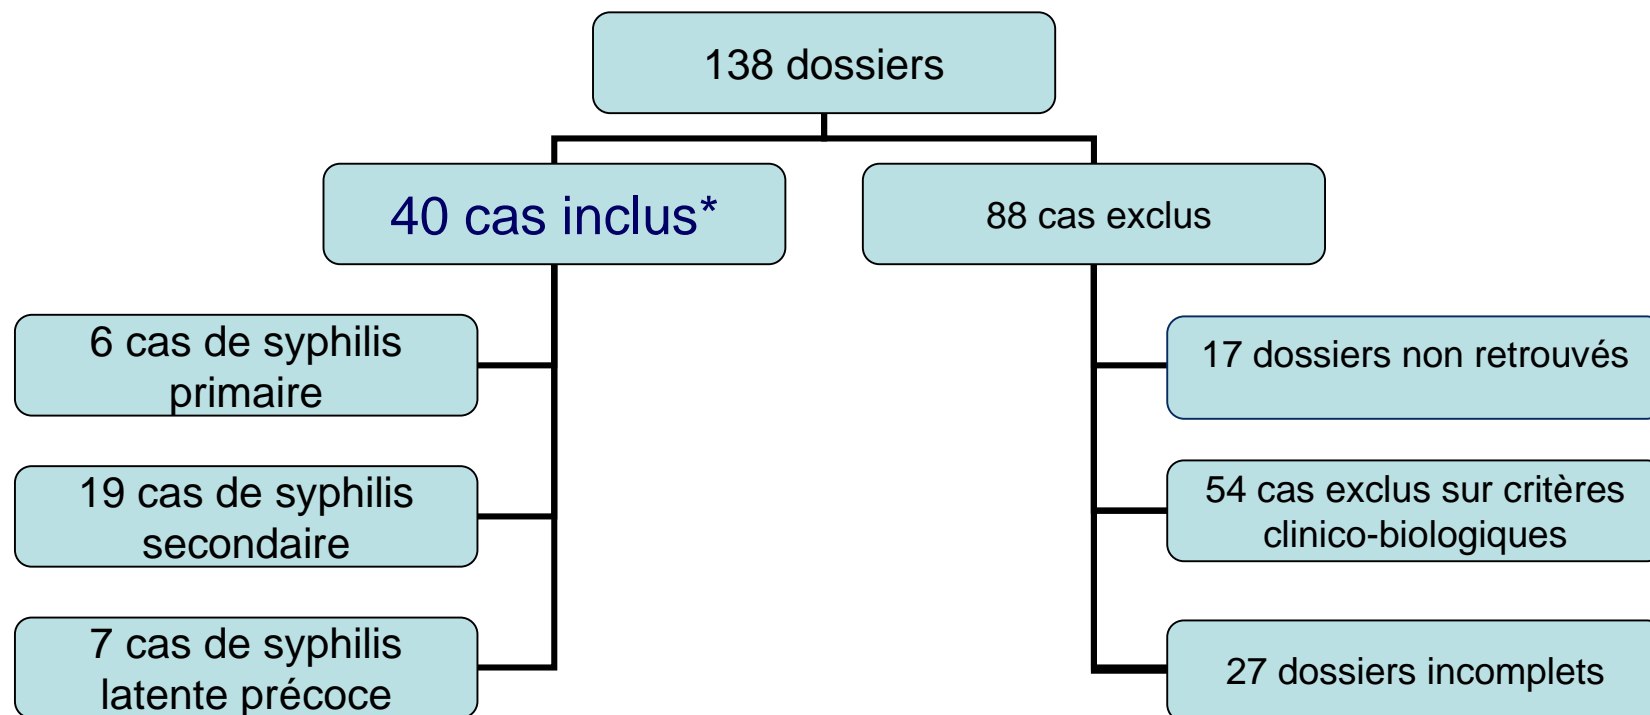 138 dossiers
40 cas inclus*
88 cas exclus
6 cas de syphilis
primaire
17 dossiers non retrouvés
19 cas de syphilis
secondaire
54 cas exclus sur critères
clinico-biologiques
7 cas de syphilis
latente précoce
27 dossiers incomplets